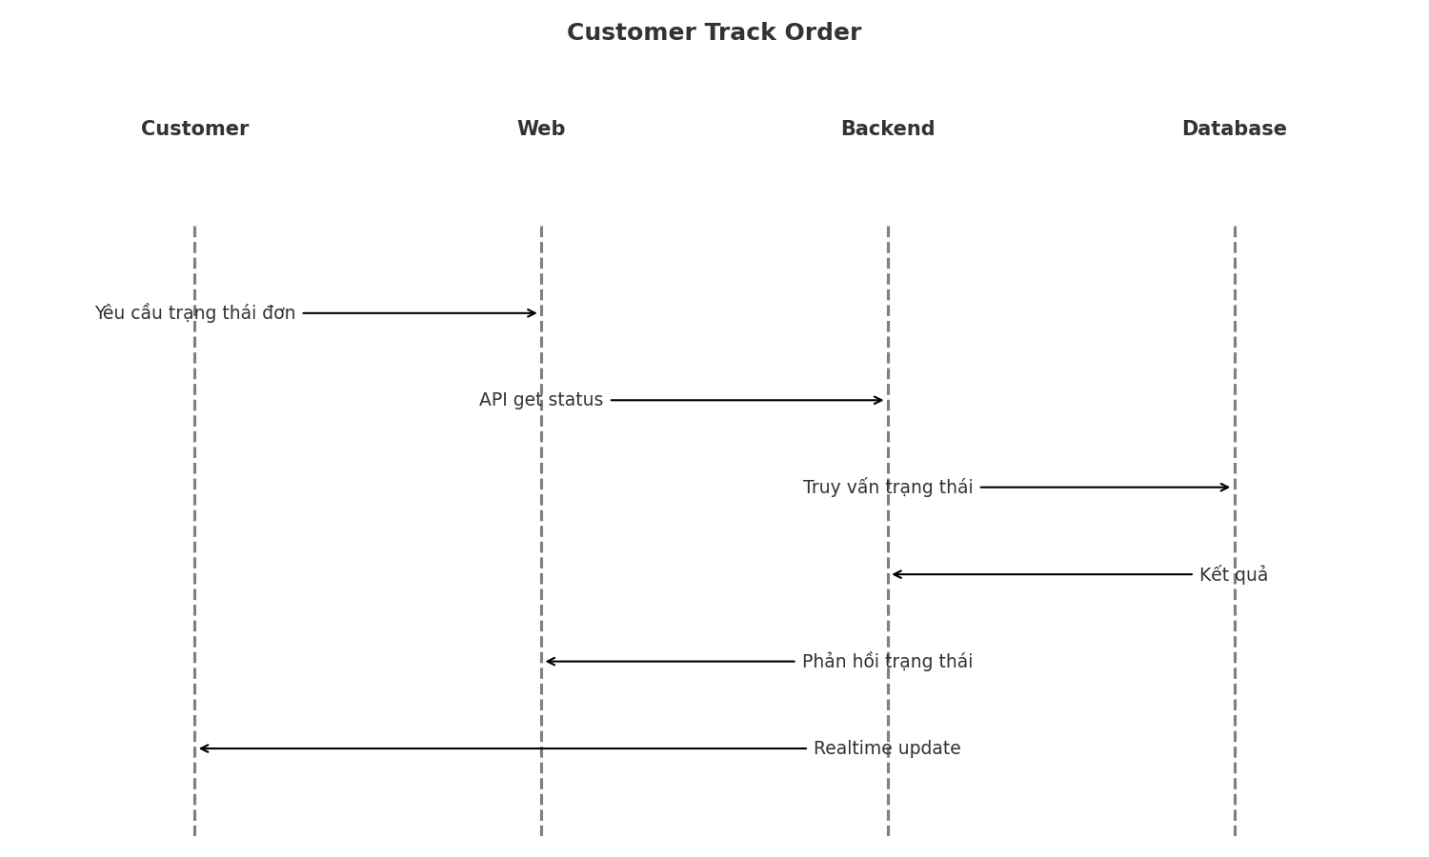 Customer Track Order
Customer
Web
Backend
Database
Yêu cầu trạng thái đơn
API get status
Truy vấn trạng thái
Kết quả
Phản hồi trạng thái
Realtime update